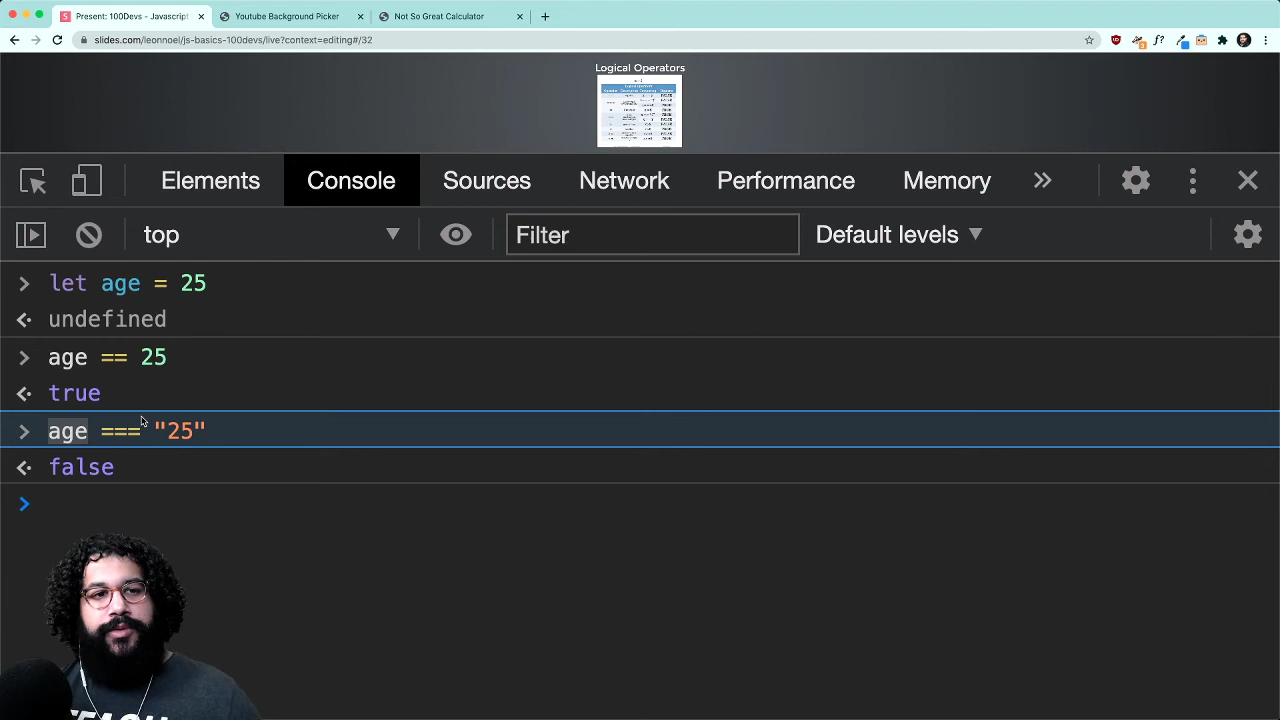 Present: 100Devs - Javascript
Youtube Background Picker
Not So Great Calculator
slides.com/leonnoel/js-basics-100devs/live?context=editing#/32
Logical Operators
Elements
Console
Sources
Network
Performance
Memory
top
Filter
Default levels
let age = 25
undefined
age == 25
true
age === "25"
false